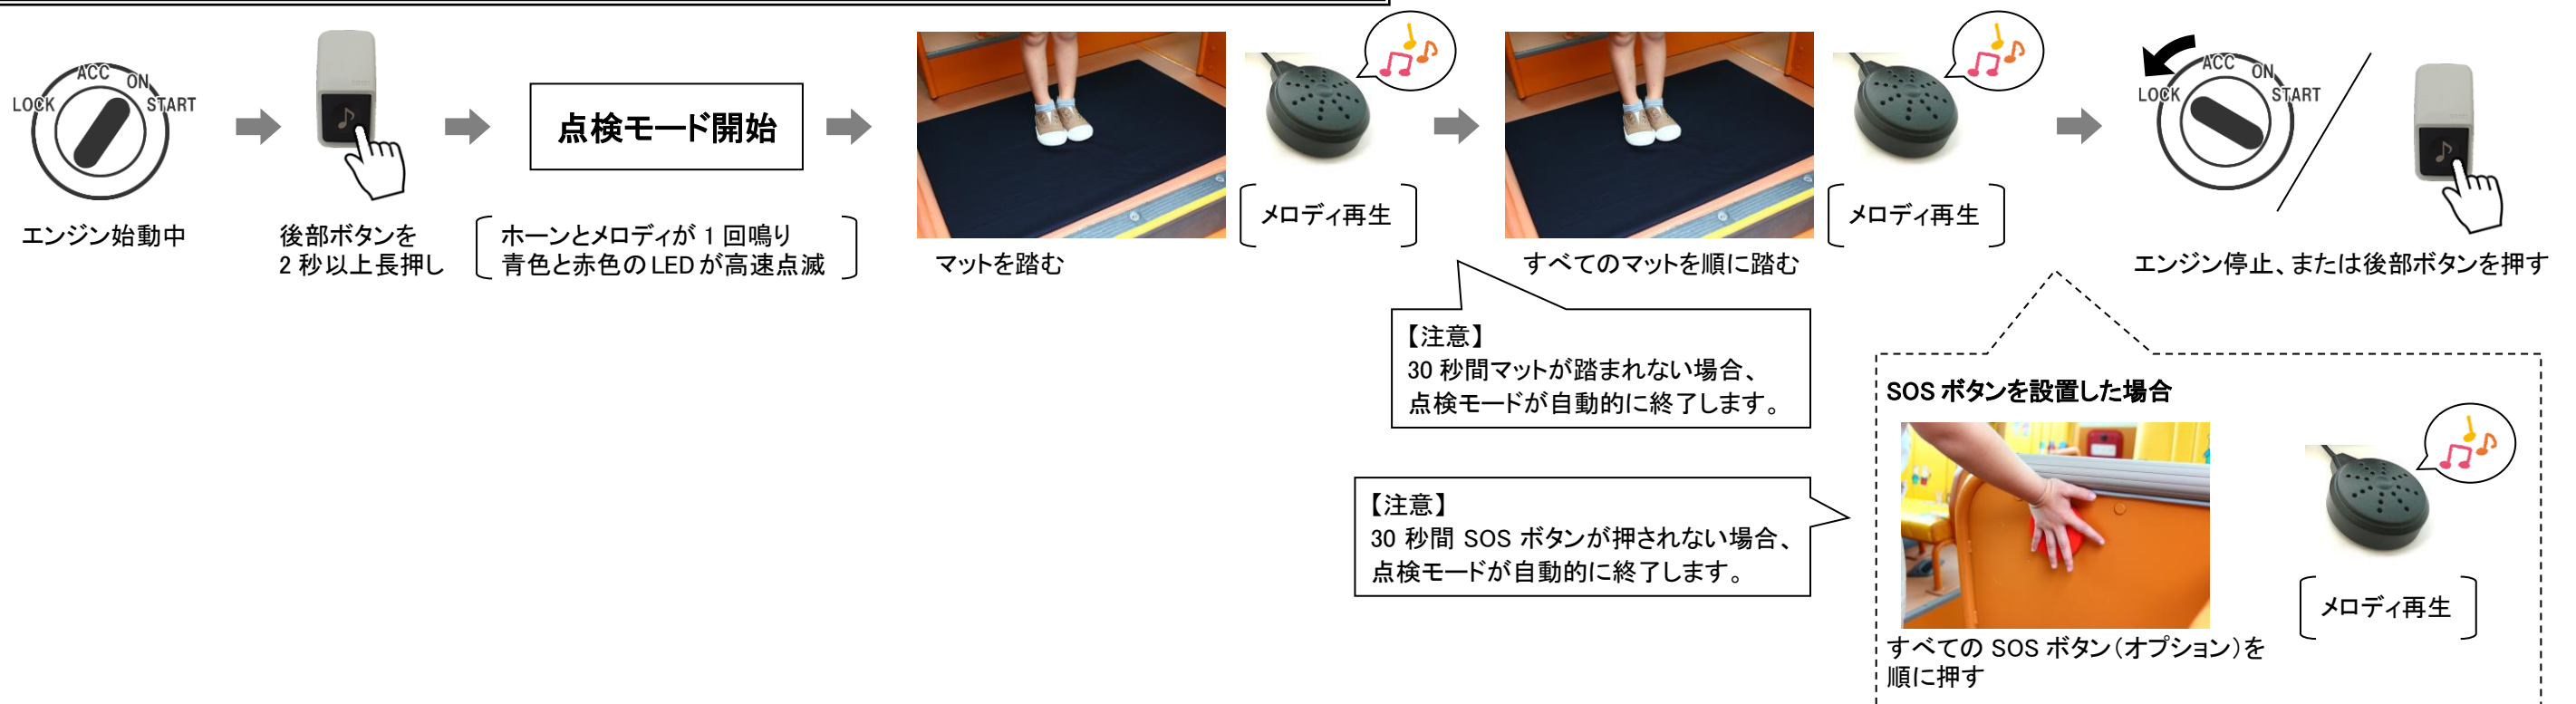 LOCK ACC ON START
エンジン始動中
後部ボタンを
2 秒以上長押し
点検モード開始
ホーンとメロディが 1 回鳴り
青色と赤色の LED が高速点滅
マットを踏む
メロディ再生
すべてのマットを順に踏む
メロディ再生
LOCK ACC ON START
エンジン停止、または後部ボタンを押す
【注意】
30 秒間マットが踏まれない場合、
点検モードが自動的に終了します。
【注意】
30 秒間 SOS ボタンが押されない場合、
点検モードが自動的に終了します。
SOS ボタンを設置した場合
すべての SOS ボタン（オプション）を
順に押す
メロディ再生